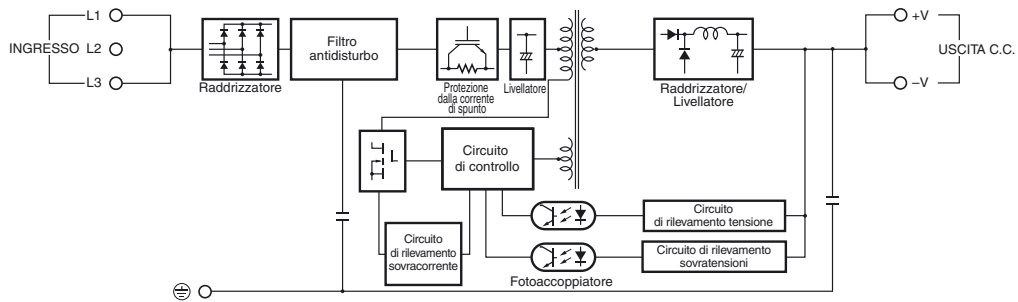 L1
INGRESSO L2
L3
Raddrizzatore
Filtro
antidisturbo
Protezione
dalla corrente
di spunto
Livellatore
Raddrizzatore/
Livellatore
+V
USCITA C.C.
–V
Circuito
di controllo
Circuito
di rilevamento
sovracorrente
Circuito
di rilevamento tensione
Circuito di rilevamento
sovratensioni
Fotoaccoppiatore